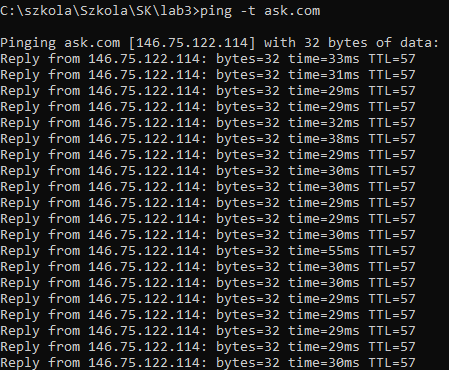 C:\szkola\Szkola\SK\lab3>ping -t ask.com
Pinging ask.com [146.75.122.114] with 32 bytes of data:
Reply from 146.75.122.114: bytes=32 time=33ms TTL=57
Reply from 146.75.122.114: bytes=32 time=31ms TTL=57
Reply from 146.75.122.114: bytes=32 time=29ms TTL=57
Reply from 146.75.122.114: bytes=32 time=29ms TTL=57
Reply from 146.75.122.114: bytes=32 time=32ms TTL=57
Reply from 146.75.122.114: bytes=32 time=38ms TTL=57
Reply from 146.75.122.114: bytes=32 time=29ms TTL=57
Reply from 146.75.122.114: bytes=32 time=30ms TTL=57
Reply from 146.75.122.114: bytes=32 time=30ms TTL=57
Reply from 146.75.122.114: bytes=32 time=29ms TTL=57
Reply from 146.75.122.114: bytes=32 time=29ms TTL=57
Reply from 146.75.122.114: bytes=32 time=30ms TTL=57
Reply from 146.75.122.114: bytes=32 time=55ms TTL=57
Reply from 146.75.122.114: bytes=32 time=30ms TTL=57
Reply from 146.75.122.114: bytes=32 time=30ms TTL=57
Reply from 146.75.122.114: bytes=32 time=29ms TTL=57
Reply from 146.75.122.114: bytes=32 time=29ms TTL=57
Reply from 146.75.122.114: bytes=32 time=29ms TTL=57
Reply from 146.75.122.114: bytes=32 time=29ms TTL=57
Reply from 146.75.122.114: bytes=32 time=30ms TTL=57